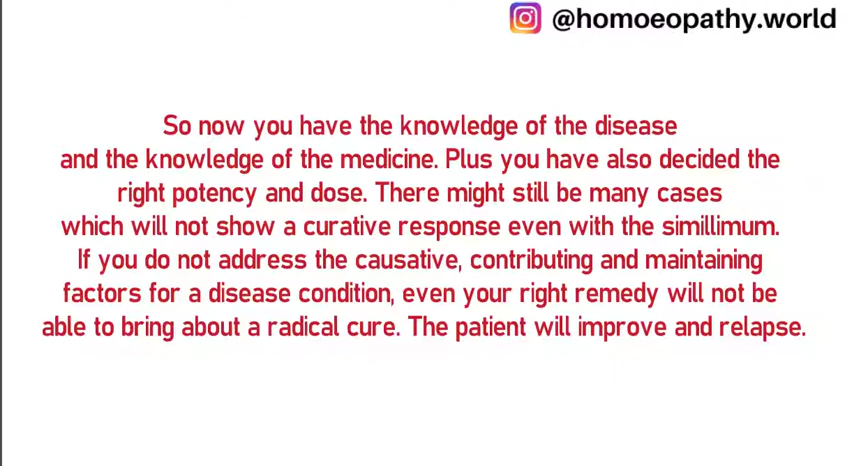 @homoeopathy.world
So now you have the knowledge of the disease
and the knowledge of the medicine. Plus you have also decided the
right potency and dose. There might still be many cases
which will not show a curative response even with the simillimum.
If you do not address the causative, contributing and maintaining
factors for a disease condition, even your right remedy will not be
able to bring about a radical cure. The patient will improve and relapse.